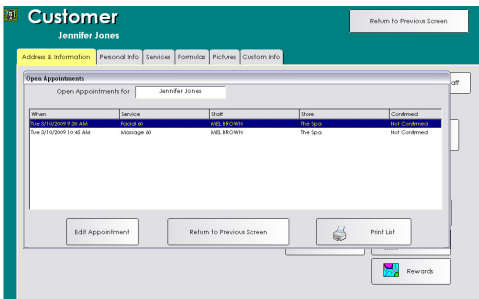 Customer
Return to Previous Screen
Jennifer Jones
Address & Information Personal Info Services Formulas Pictures Custom Info
Open Appointments
aff
Open Appointments for Jennifer Jones
When Service Staff Store Confirmed
Tue 3/10/2009 9:30 AM Facial 60 MEL BROWN The Spa Not Confirmed
Tue 3/10/2009 10:45 AM Massage 60 MEL BROWN The Spa Not Confirmed
Edit Appointment Return to Previous Screen Print List
Rewards